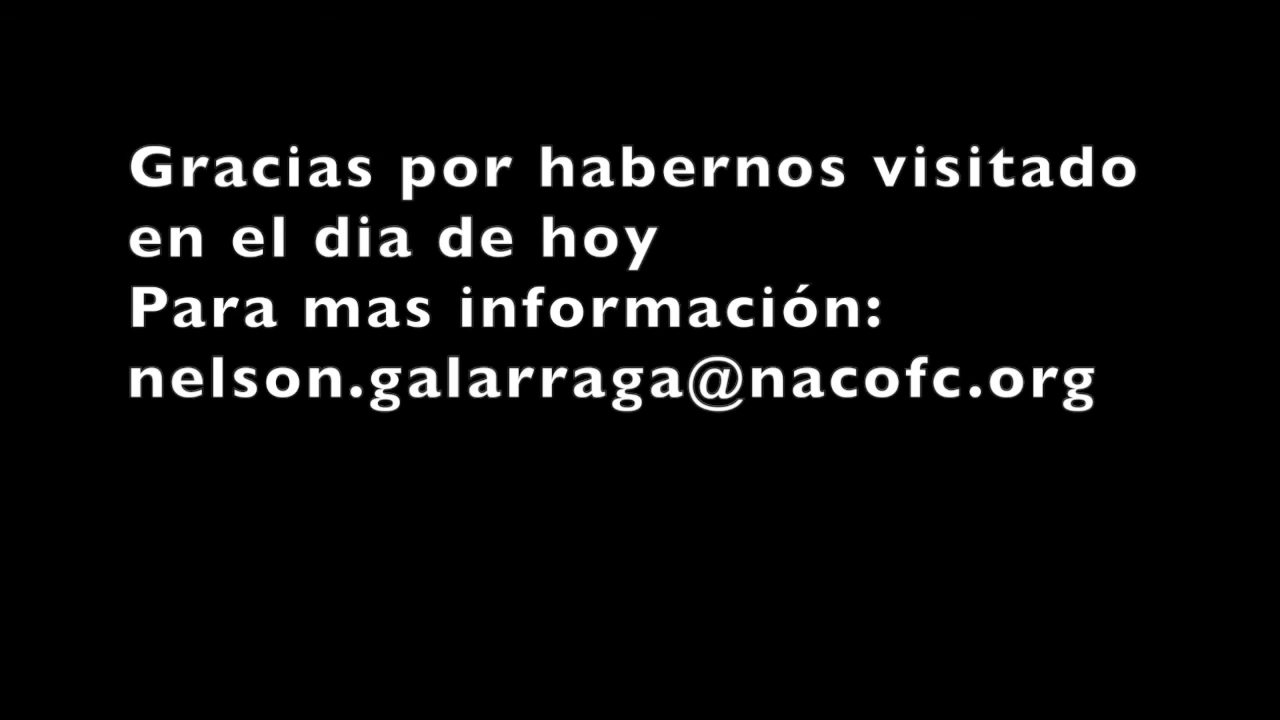 Gracias por habernos visitado
en el dia de hoy
Para mas información:
nelson.galarraga@nacofc.org